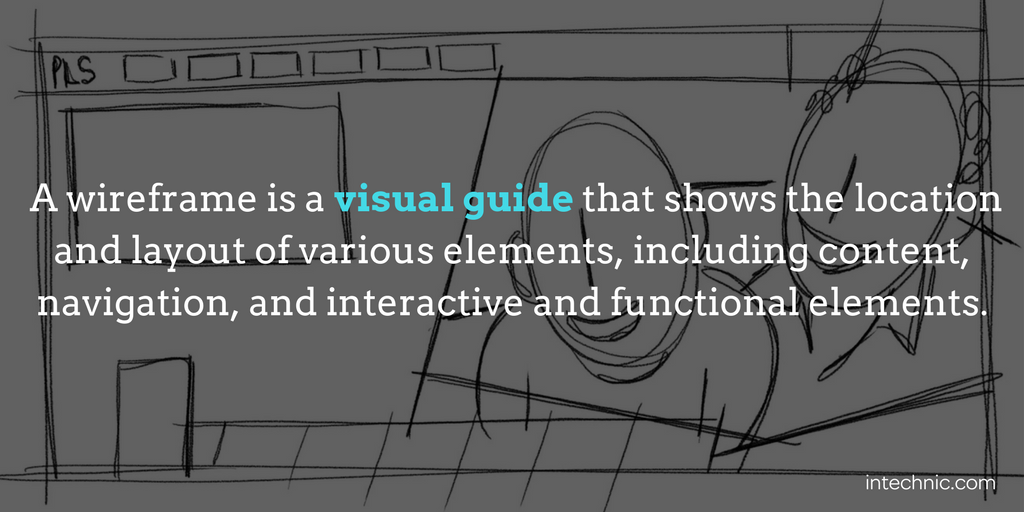 PLS
A wireframe is a visual guide that shows the location
and layout of various elements, including content,
navigation, and interactive and functional elements.
intechnic.com